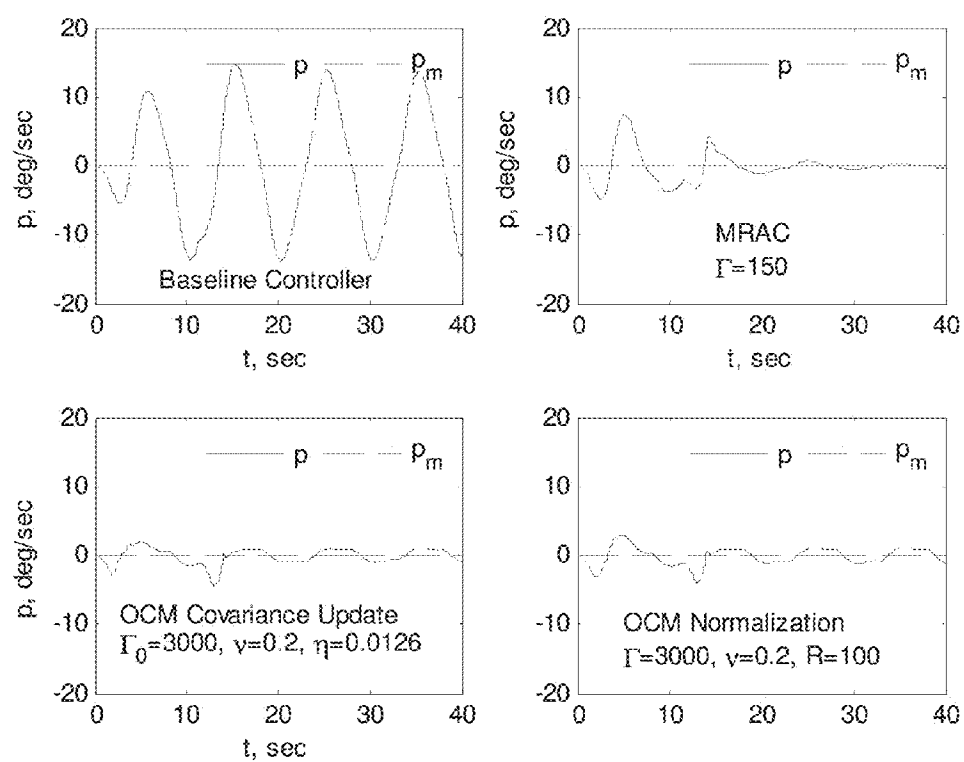 20
10
0
-10
-20
p, deg/sec
p
p_m
Baseline Controller
0
10
20
30
40
t, sec
20
10
0
-10
-20
p, deg/sec
p
p_m
MRAC
Γ=150
0
10
20
30
40
t, sec
20
10
0
-10
-20
p, deg/sec
p
p_m
OCM Covariance Update
Γ_0=3000, ν=0.2, η=0.0126
0
10
20
30
40
t, sec
20
10
0
-10
-20
p
p_m
OCM Normalization
Γ=3000, ν=0.2, R=100
0
10
20
30
40